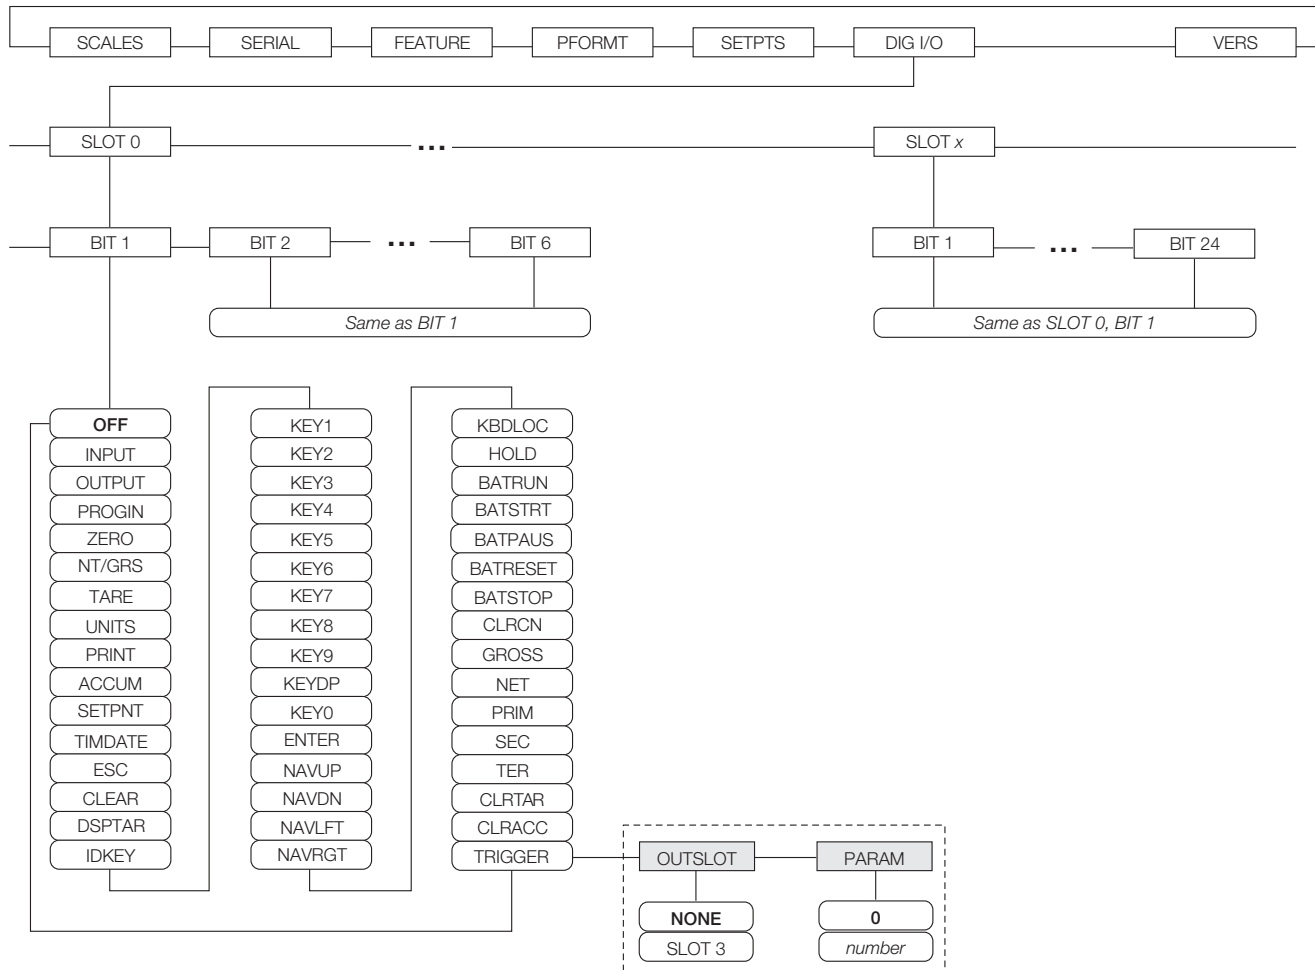 SCALES SERIAL FEATURE PFORMT SETPTS DIG I/O VERS
SLOT 0 ... SLOT x
BIT 1 BIT 2 ... BIT 6 BIT 1 ... BIT 24
Same as BIT 1 Same as SLOT 0, BIT 1
OFF KEY1 KBDLOC
INPUT KEY2 HOLD
OUTPUT KEY3 BATRUN
PROGIN KEY4 BATSTRT
ZERO KEY5 BATPAUS
NT/GRS KEY6 BATRESET
TARE KEY7 BATSTOP
UNITS KEY8 CLRCN
PRINT KEY9 GROSS
ACCUM KEYDP NET
SETPNT KEY0 PRIM
TIMDATE ENTER SEC
ESC NAVUP TER
CLEAR NAVDN CLRTAR
DSPTAR NAVLFT CLRACC
IDKEY NAVRGT TRIGGER OUTSLOT PARAM
NONE 0
SLOT 3 number